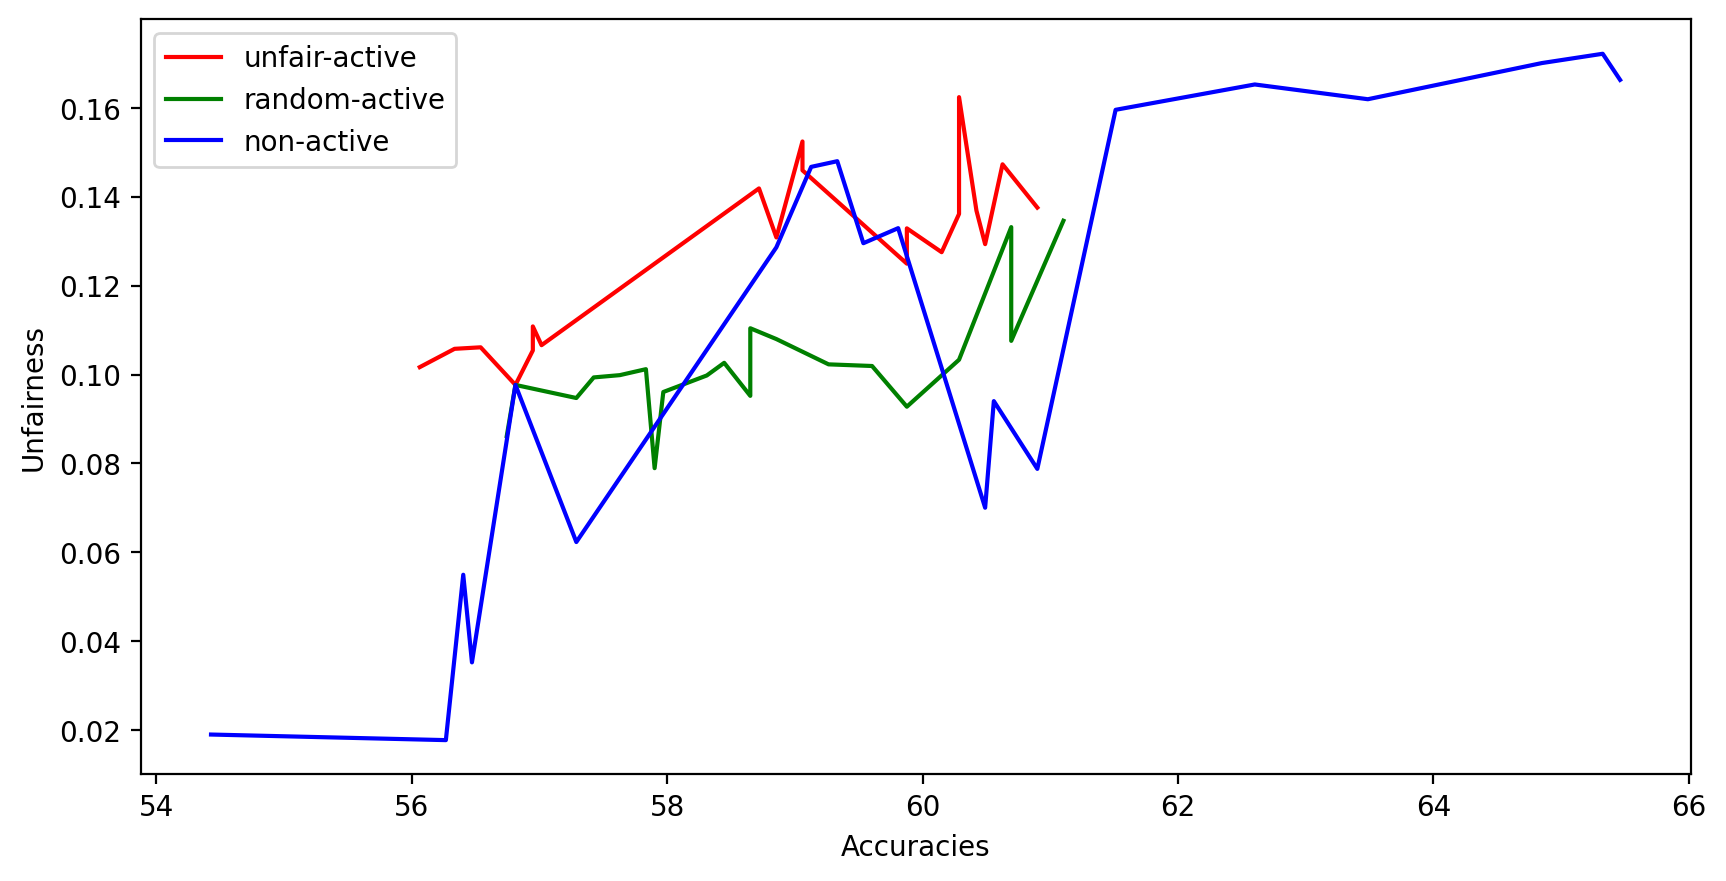 unfair-active
random-active
non-active
0.16
0.14
0.12
0.10
0.08
0.06
0.04
0.02
Unfairness
54 56 58 60 62 64 66
Accuracies